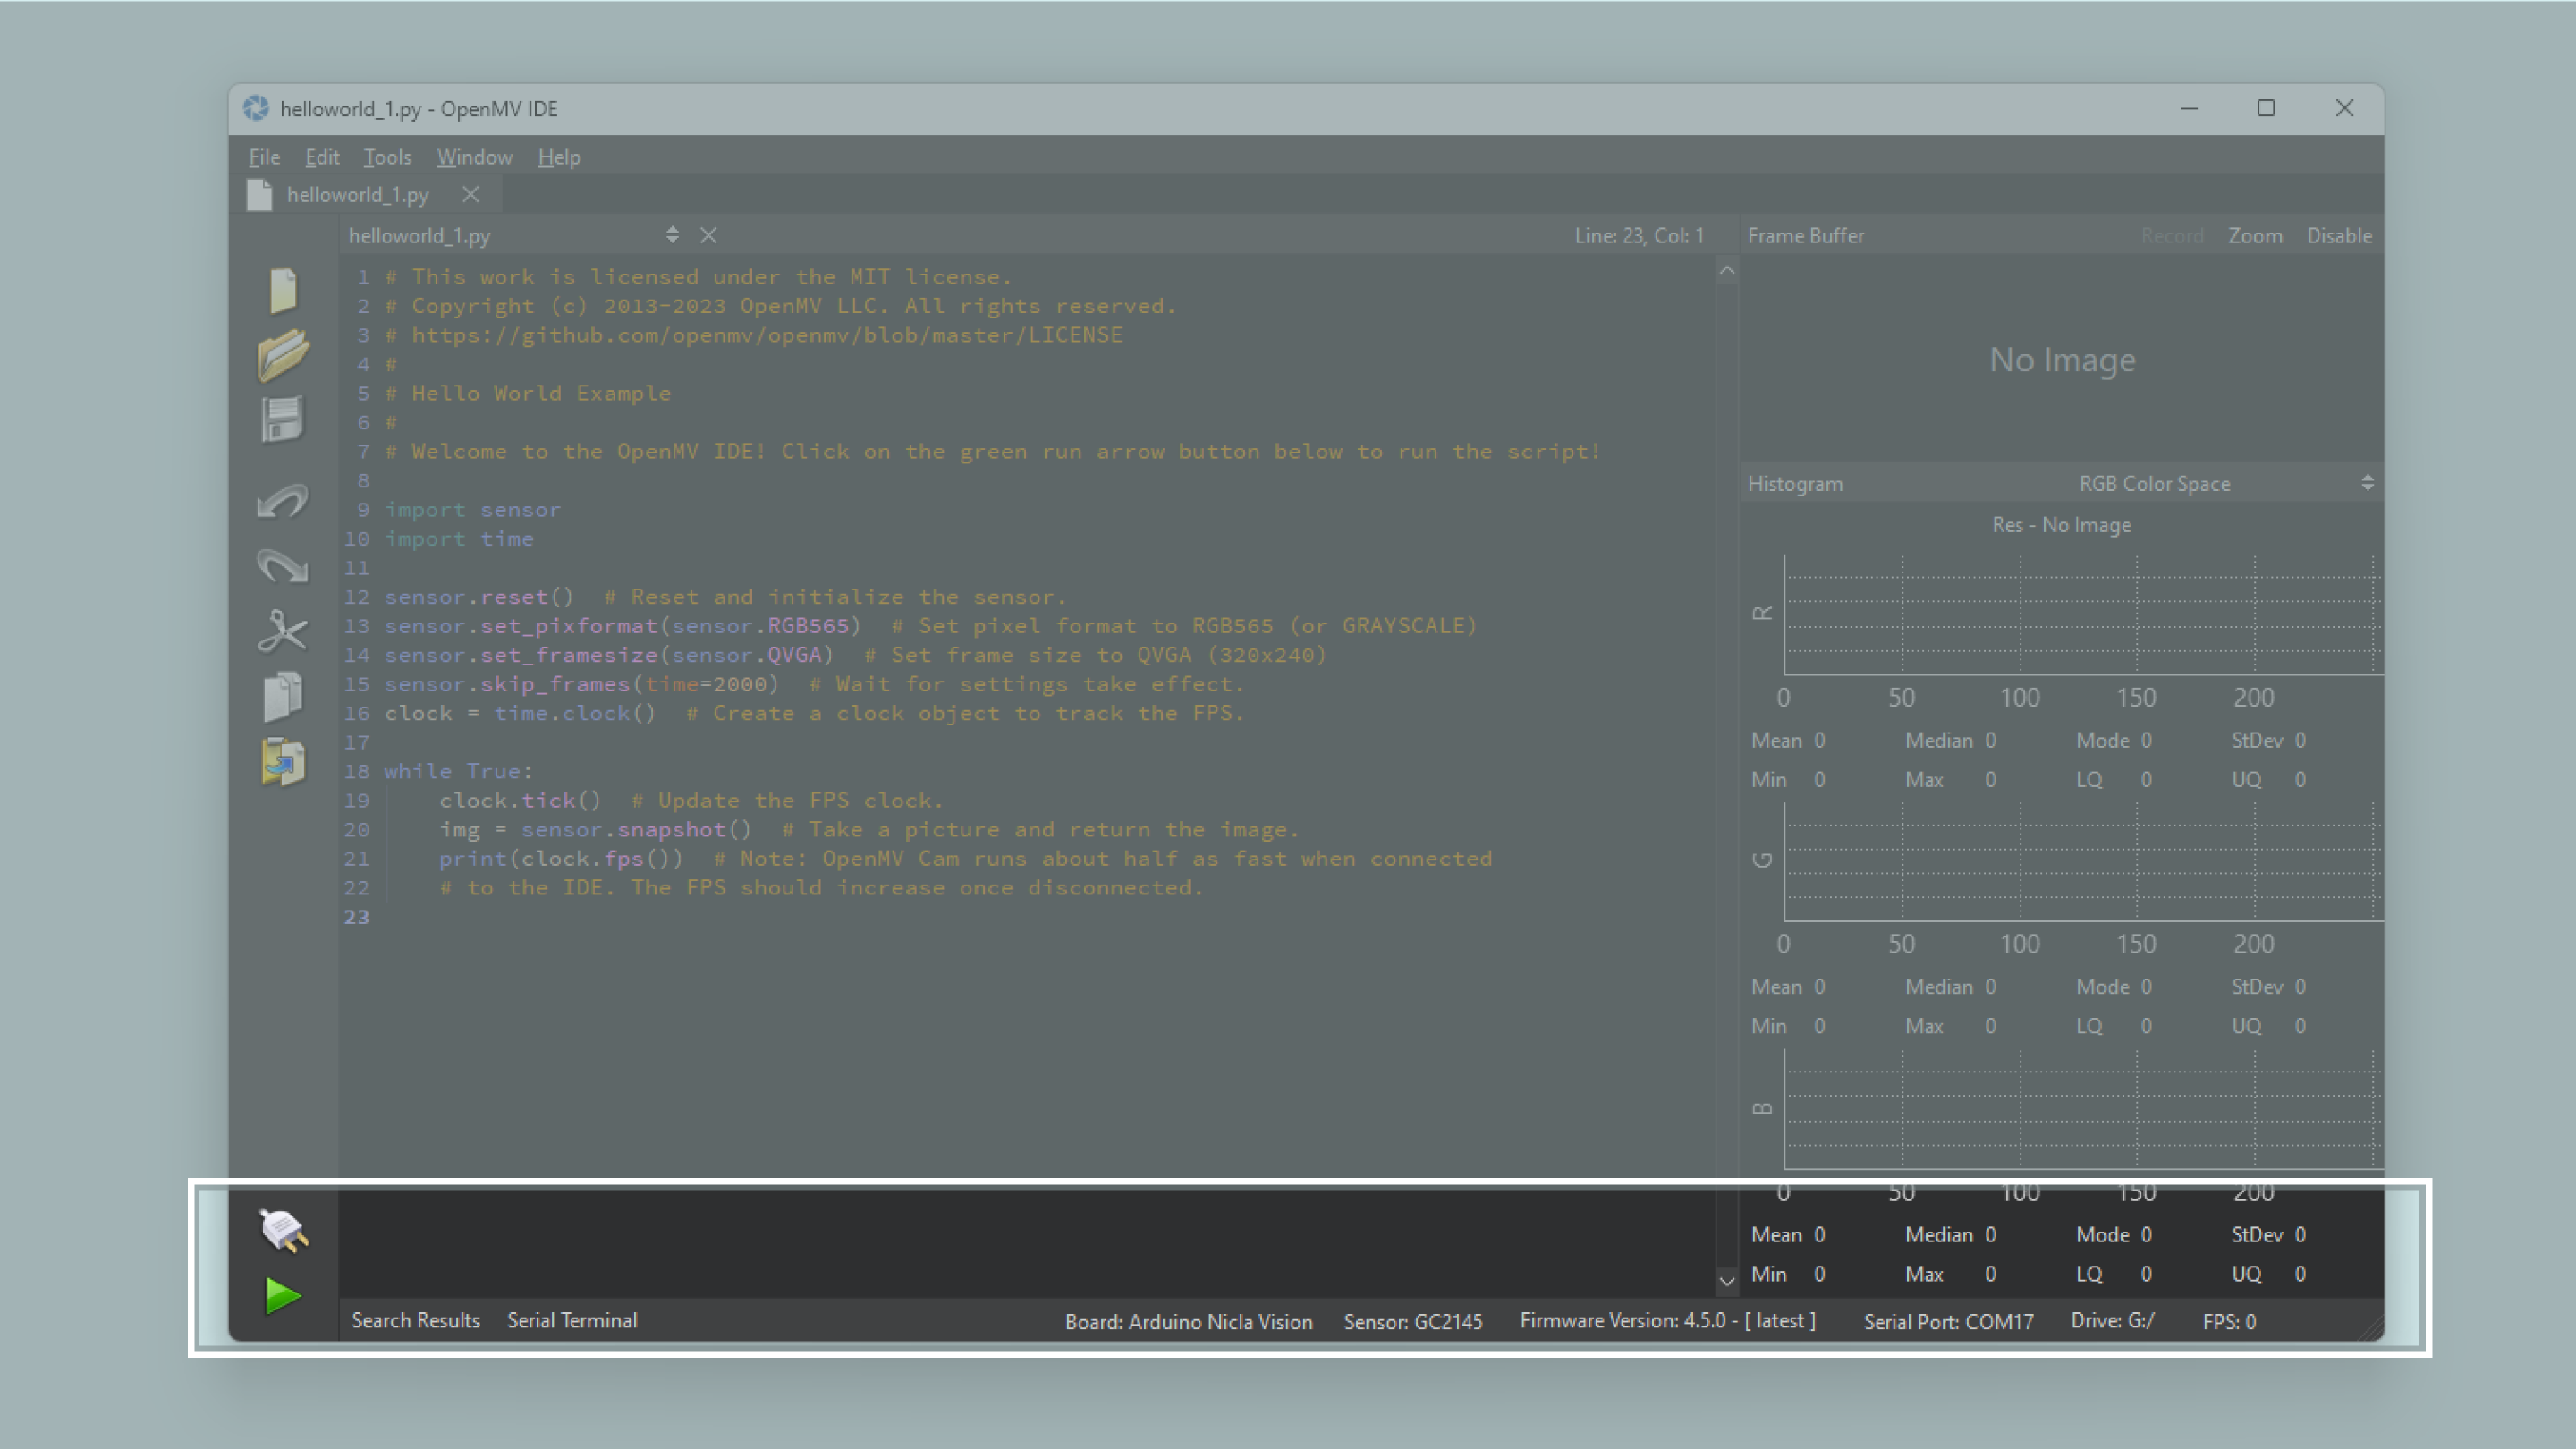 helloworld_1.py - OpenMV IDE
File Edit Tools Window Help
helloworld_1.py
helloworld_1.py Line: 23, Col: 1
1 # This work is licensed under the MIT license.
2 # Copyright (c) 2013-2023 OpenMV LLC. All rights reserved.
3 # https://github.com/openmv/openmv/blob/master/LICENSE
4 #
5 # Hello World Example
6 #
7 # Welcome to the OpenMV IDE! Click on the green run arrow button below to run the script!
8
9 import sensor
10 import time
11
12 sensor.reset()  # Reset and initialize the sensor.
13 sensor.set_pixformat(sensor.RGB565)  # Set pixel format to RGB565 (or GRAYSCALE)
14 sensor.set_framesize(sensor.QVGA)  # Set frame size to QVGA (320x240)
15 sensor.skip_frames(time=2000)  # Wait for settings take effect.
16 clock = time.clock()  # Create a clock object to track the FPS.
17
18 while True:
19     clock.tick()  # Update the FPS clock.
20     img = sensor.snapshot()  # Take a picture and return the image.
21     print(clock.fps())  # Note: OpenMV Cam runs about half as fast when connected
22     # to the IDE. The FPS should increase once disconnected.
23
Frame Buffer Record Zoom Disable
No Image
Histogram RGB Color Space
Res - No Image
R
0 50 100 150 200
Mean 0 Median 0 Mode 0 StDev 0
Min 0 Max 0 LQ 0 UQ 0
G
0 50 100 150 200
Mean 0 Median 0 Mode 0 StDev 0
Min 0 Max 0 LQ 0 UQ 0
B
0 50 100 150 200
Mean 0 Median 0 Mode 0 StDev 0
Min 0 Max 0 LQ 0 UQ 0
Search Results Serial Terminal Board: Arduino Nicla Vision Sensor: GC2145 Firmware Version: 4.5.0 - [ latest ] Serial Port: COM17 Drive: G:/ FPS: 0